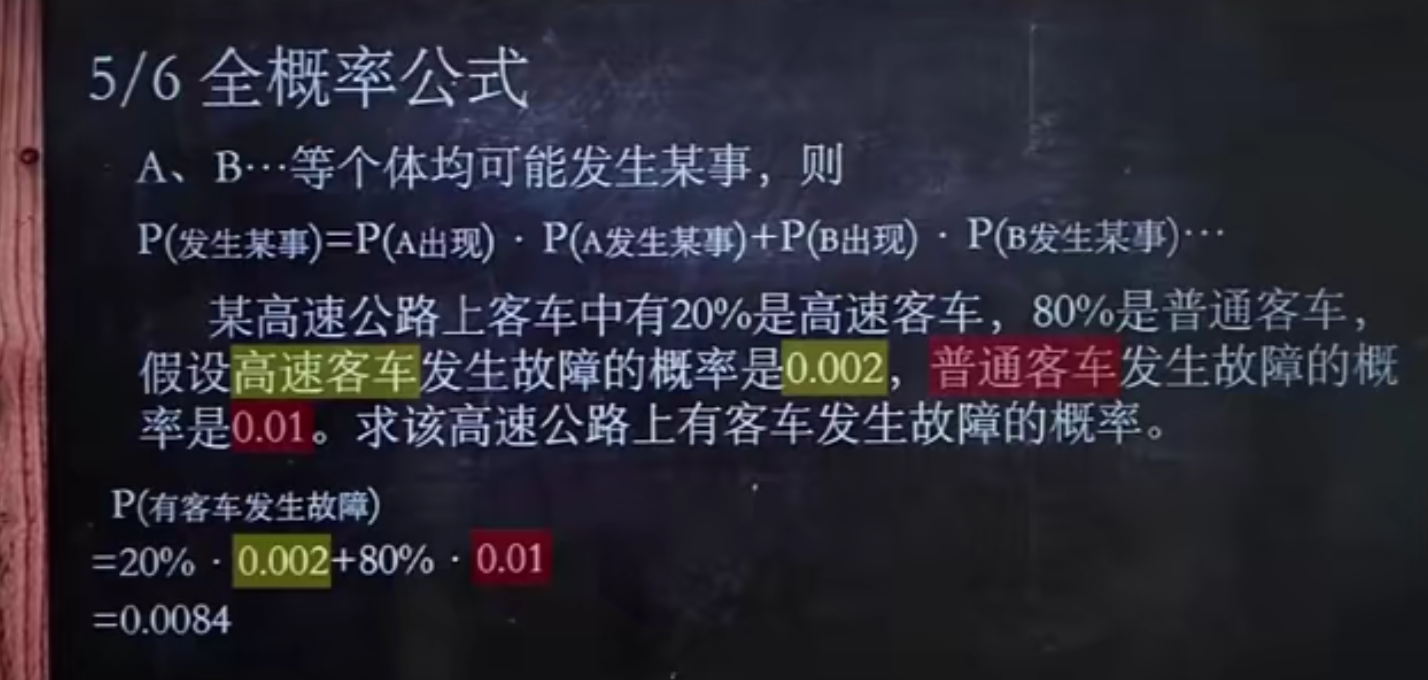 5/6 全概率公式
A、B…等个体均可能发生某事，则
P(发生某事)=P(A出现) · P(A发生某事)+P(B出现) · P(B发生某事)…
某高速公路上客车中有20%是高速客车，80%是普通客车，
假设高速客车发生故障的概率是0.002，普通客车发生故障的概
率是0.01。求该高速公路上有客车发生故障的概率。
P(有客车发生故障)
=20% · 0.002+80% · 0.01
=0.0084